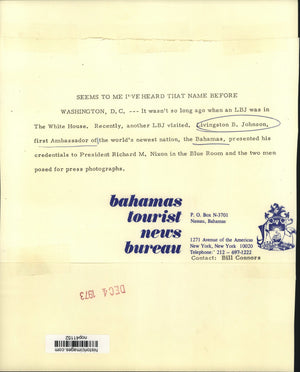 SEEMS TO ME I'VE HEARD THAT NAME BEFORE
WASHINGTON, D. C. --- It wasn't so long ago when an LBJ was in
The White House. Recently, another LBJ visited. Livingston B. Johnson,
first Ambassador of the world's newest nation, the Bahamas, presented his
credentials to President Richard M. Nixon in the Blue Room and the two men
posed for press photographs.
bahamas
tourist
news
bureau
P. O. Box N-3701
Nassau, Bahamas
1271 Avenue of the Americas
New York, New York 10020
Telephone: 212 - 697-1222
Contact: Bill Connors
DEC 4 1973
historicimages.com
nop41152